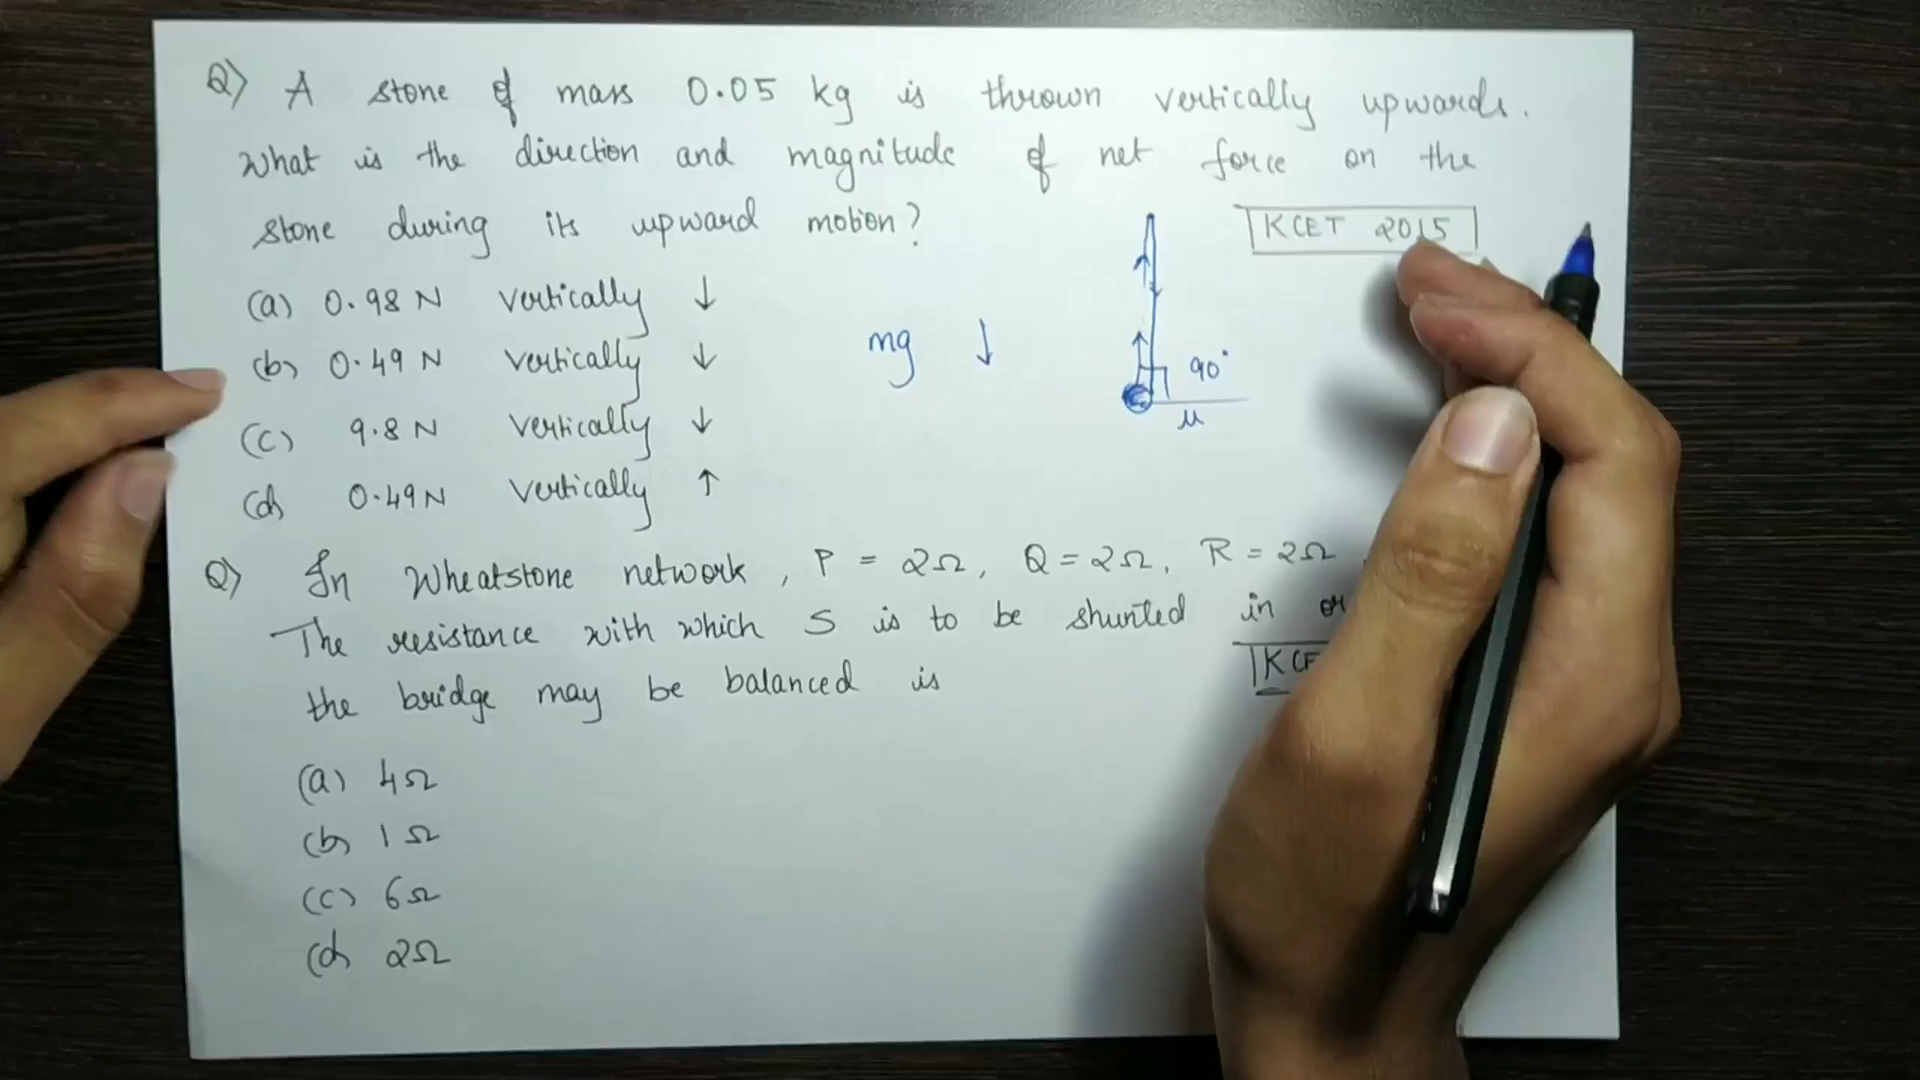 Q) A stone of mass 0.05 kg is thrown vertically upwards.
What is the direction and magnitude of net force on the
stone during its upward motion?
KCET 2015
(a) 0.98 N vertically ↓
(b) 0.49 N vertically ↓
mg ↓
90°
(c) 9.8 N vertically ↓
u
(d) 0.49 N vertically ↑
Q) In Wheatstone network, P = 2Ω, Q = 2Ω, R = 2Ω
The resistance with which S is to be shunted in
the bridge may be balanced is
(a) 4Ω
(b) 1Ω
(c) 6Ω
(d) 2Ω